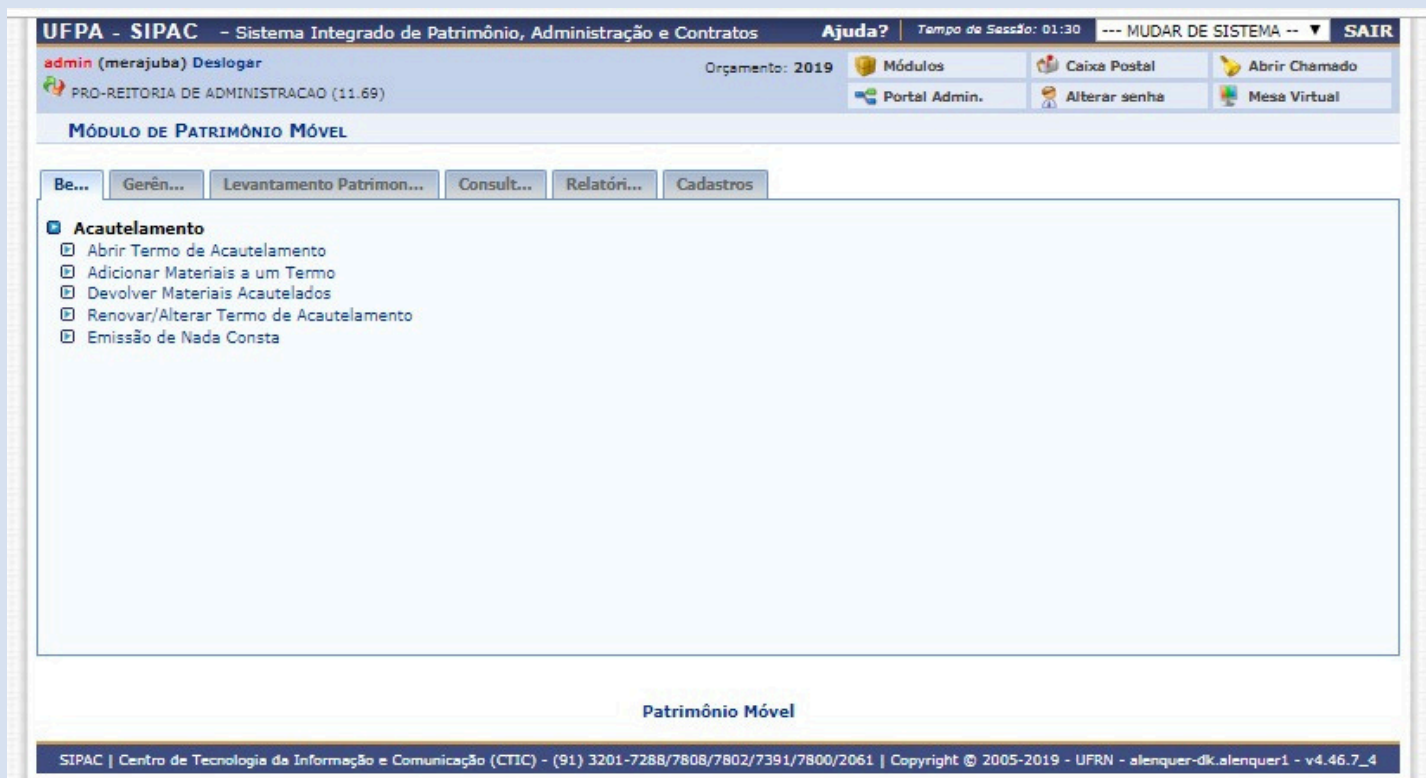 UFPA - SIPAC - Sistema Integrado de Patrimônio, Administração e Contratos Ajuda? Tempo de Sessão: 01:30 --- MUDAR DE SISTEMA -- ▼ SAIR
admin (merajuba) Deslogar Orçamento: 2019 Módulos Caixa Postal Abrir Chamado
PRO-REITORIA DE ADMINISTRACAO (11.69) Portal Admin. Alterar senha Mesa Virtual
MÓDULO DE PATRIMÔNIO MÓVEL
Be... Gerên... Levantamento Patrimon... Consult... Relatóri... Cadastros
Acautelamento
Abrir Termo de Acautelamento
Adicionar Materiais a um Termo
Devolver Materiais Acautelados
Renovar/Alterar Termo de Acautelamento
Emissão de Nada Consta
Patrimônio Móvel
SIPAC | Centro de Tecnologia da Informação e Comunicação (CTIC) - (91) 3201-7288/7808/7802/7391/7800/2061 | Copyright © 2005-2019 - UFRN - alenquer-dk.alenquer1 - v4.46.7_4